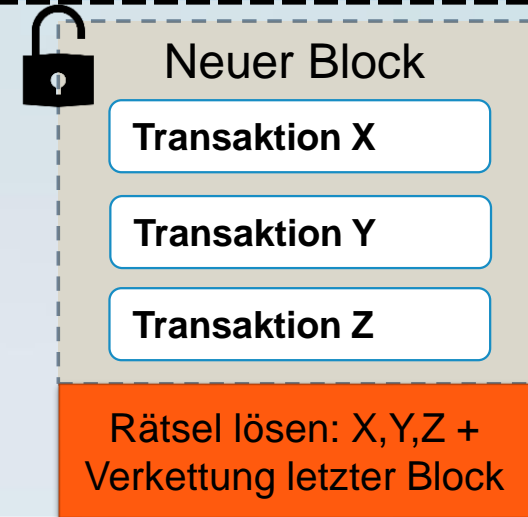 Neuer Block
Transaktion X
Transaktion Y
Transaktion Z
Rätsel lösen: X,Y,Z +
Verkettung letzter Block